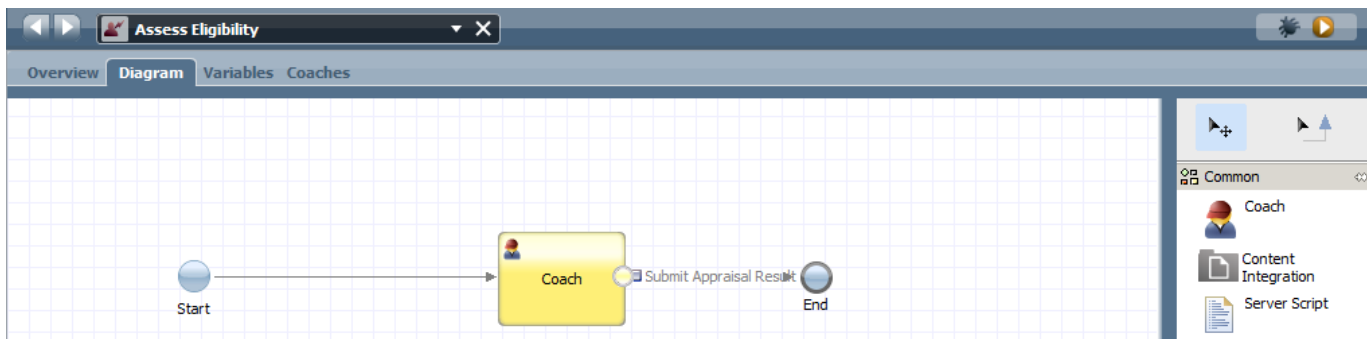 Assess Eligibility
Overview Diagram Variables Coaches
Common
Coach
Content
Integration
Server Script
Coach
Submit Appraisal Result
Start
End